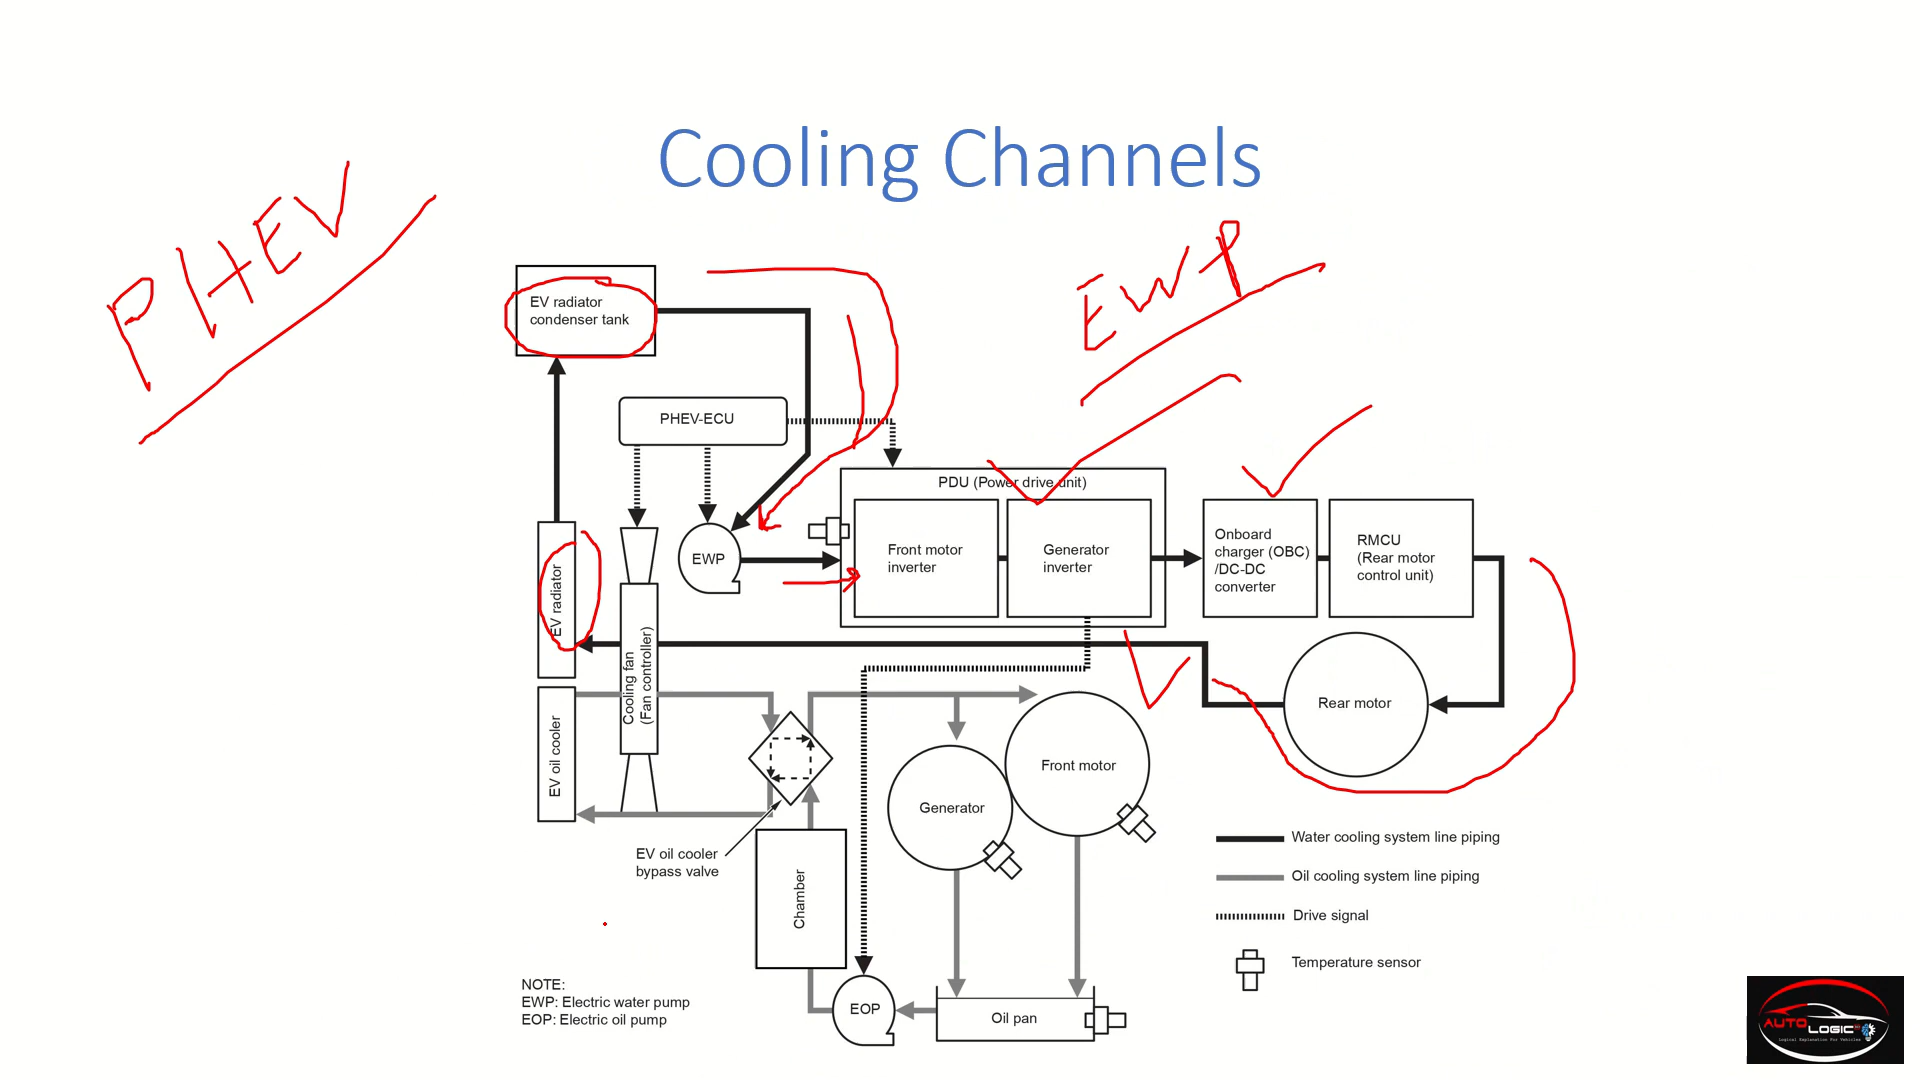 Cooling Channels
PHEV
EWP
EV radiator
condenser tank
PHEV-ECU
PDU (Power drive unit)
EWP
Front motor
inverter
Generator
inverter
Onboard
charger (OBC)
/DC-DC
converter
RMCU
(Rear motor
control unit)
EV radiator
Cooling fan
(Fan controller)
Rear motor
EV oil cooler
Front motor
Generator
EV oil cooler
bypass valve
Chamber
Water cooling system line piping
Oil cooling system line piping
Drive signal
Temperature sensor
NOTE:
EWP: Electric water pump
EOP: Electric oil pump
EOP
Oil pan
AUTO
LOGIC
Logical Explanation For Vehicles